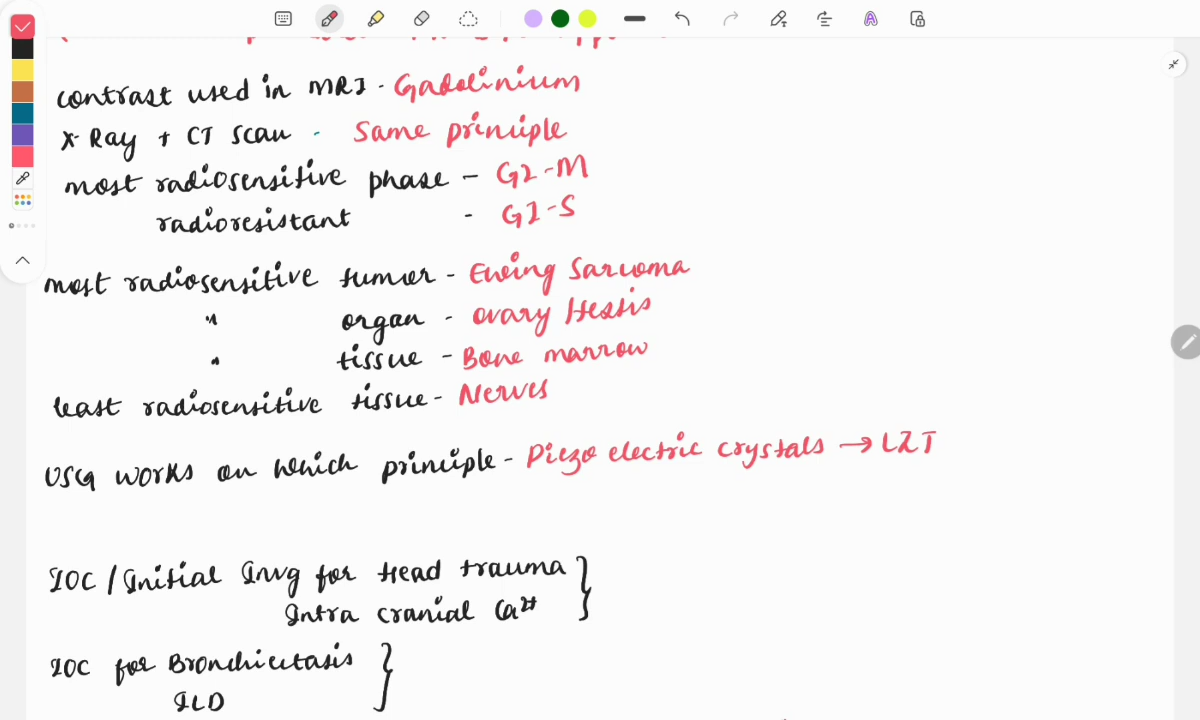 contrast used in MRI - Gadolinium
X-Ray + CT scan - Same principle
most radiosensitive phase - G2-M
radioresistant - G1-S
most radiosensitive tumor - Ewing Sarcoma
" organ - ovary / testis
" tissue - Bone marrow
least radiosensitive tissue - Nerves
USG works on which principle - Piezo electric crystals → LZT
IOC / Initial Invg for Head trauma }
Intra cranial Ca²⁺
IOC for Bronchiectasis }
ILD